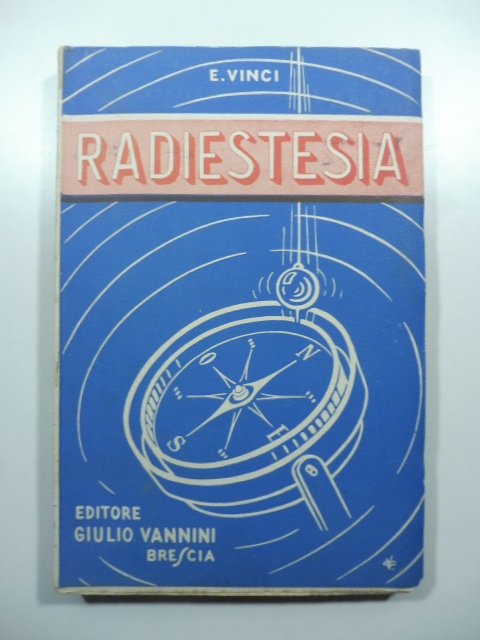 E. VINCI
RADIESTESIA
O N
S E
EDITORE
GIULIO VANNINI
BRESCIA